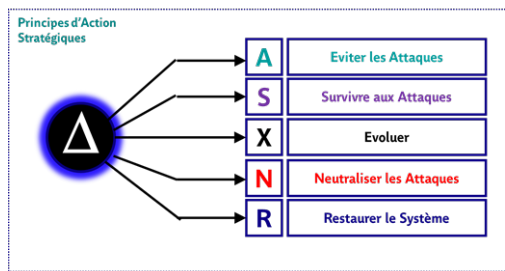 Principes d'Action
Stratégiques
Δ
A Eviter les Attaques
S Survivre aux Attaques
X Evoluer
N Neutraliser les Attaques
R Restaurer le Système